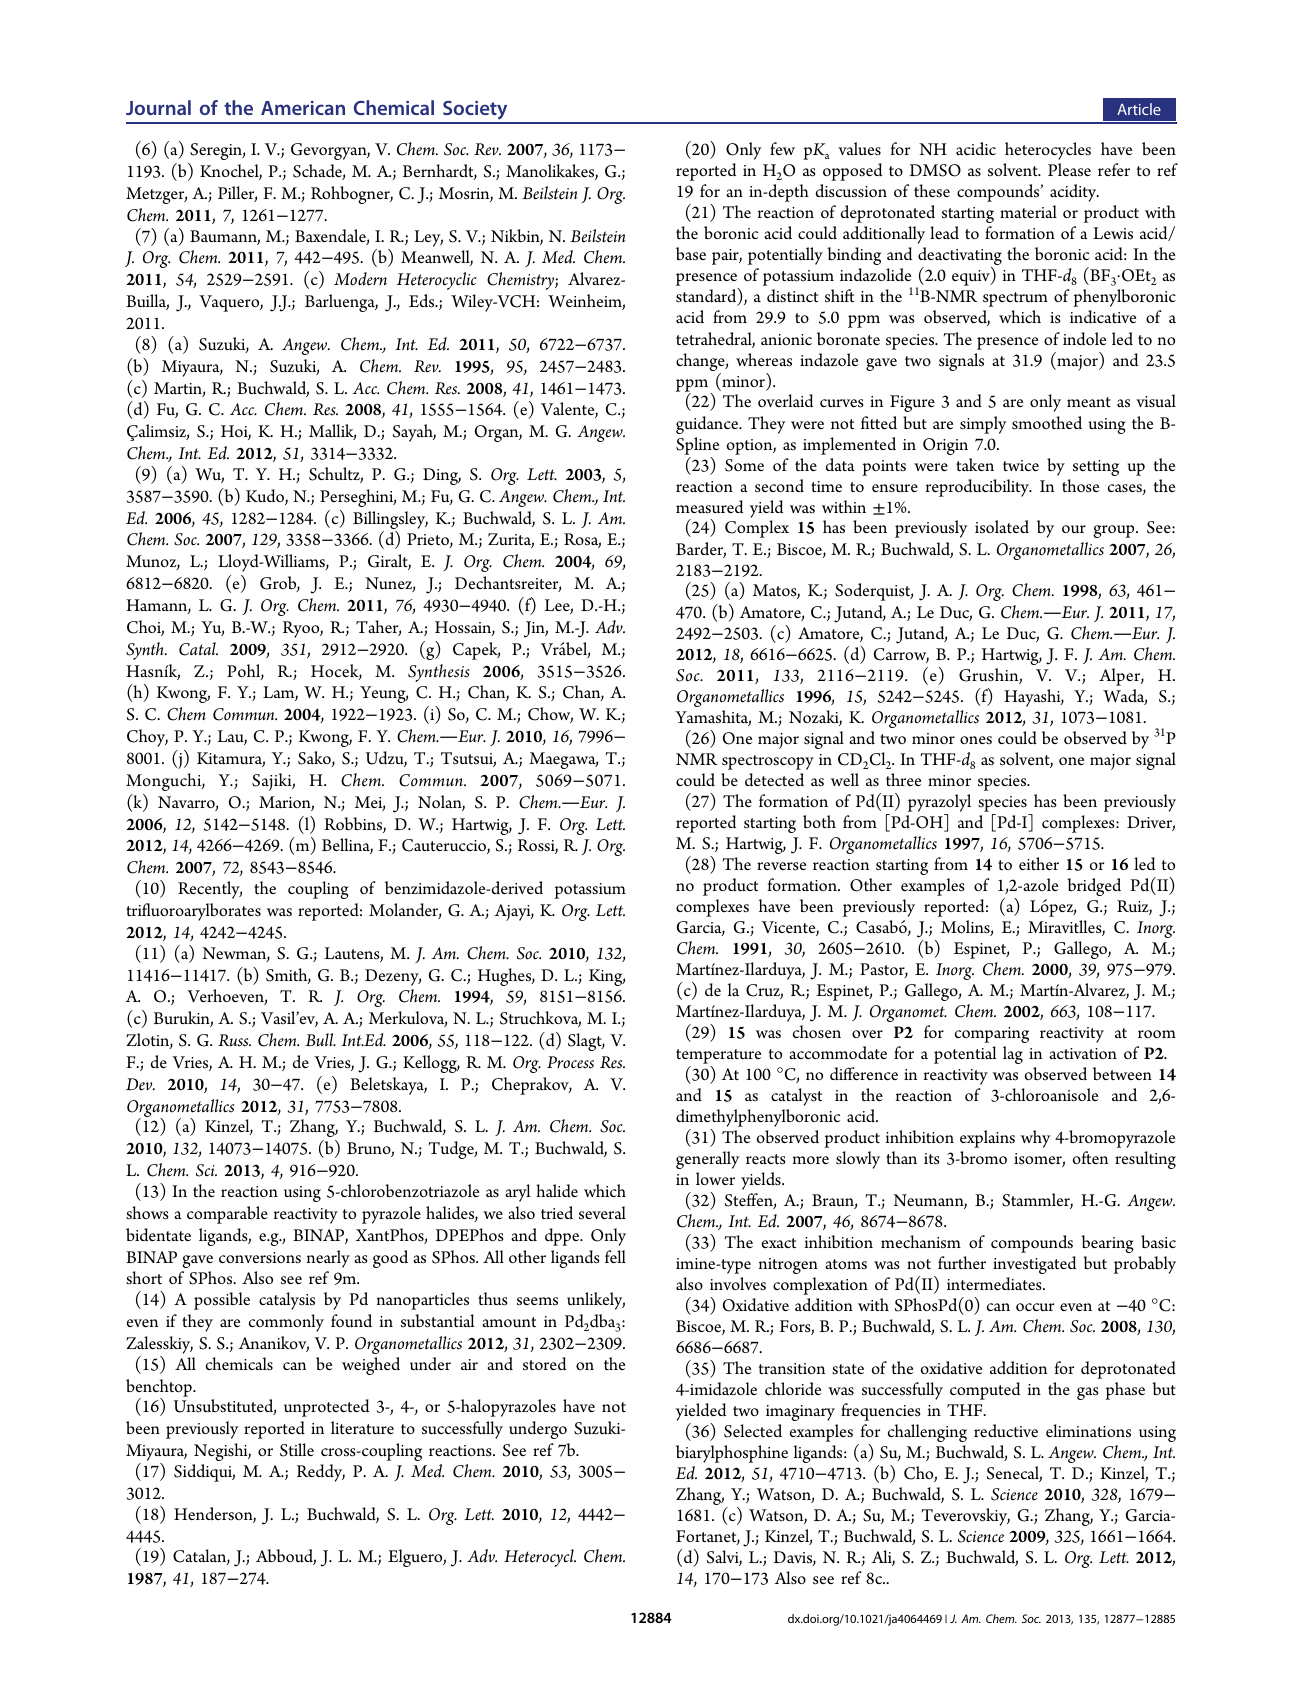 Journal of the American Chemical Society
Article
(6) (a) Seregin, I. V.; Gevorgyan, V. Chem. Soc. Rev. 2007, 36, 1173−
1193. (b) Knochel, P.; Schade, M. A.; Bernhardt, S.; Manolikakes, G.;
Metzger, A.; Piller, F. M.; Rohbogner, C. J.; Mosrin, M. Beilstein J. Org.
Chem. 2011, 7, 1261−1277.
(7) (a) Baumann, M.; Baxendale, I. R.; Ley, S. V.; Nikbin, N. Beilstein
J. Org. Chem. 2011, 7, 442−495. (b) Meanwell, N. A. J. Med. Chem.
2011, 54, 2529−2591. (c) Modern Heterocyclic Chemistry; Alvarez-
Builla, J., Vaquero, J.J.; Barluenga, J., Eds.; Wiley-VCH: Weinheim,
2011.
(8) (a) Suzuki, A. Angew. Chem., Int. Ed. 2011, 50, 6722−6737.
(b) Miyaura, N.; Suzuki, A. Chem. Rev. 1995, 95, 2457−2483.
(c) Martin, R.; Buchwald, S. L. Acc. Chem. Res. 2008, 41, 1461−1473.
(d) Fu, G. C. Acc. Chem. Res. 2008, 41, 1555−1564. (e) Valente, C.;
Çalimsiz, S.; Hoi, K. H.; Mallik, D.; Sayah, M.; Organ, M. G. Angew.
Chem., Int. Ed. 2012, 51, 3314−3332.
(9) (a) Wu, T. Y. H.; Schultz, P. G.; Ding, S. Org. Lett. 2003, 5,
3587−3590. (b) Kudo, N.; Perseghini, M.; Fu, G. C. Angew. Chem., Int.
Ed. 2006, 45, 1282−1284. (c) Billingsley, K.; Buchwald, S. L. J. Am.
Chem. Soc. 2007, 129, 3358−3366. (d) Prieto, M.; Zurita, E.; Rosa, E.;
Munoz, L.; Lloyd-Williams, P.; Giralt, E. J. Org. Chem. 2004, 69,
6812−6820. (e) Grob, J. E.; Nunez, J.; Dechantsreiter, M. A.;
Hamann, L. G. J. Org. Chem. 2011, 76, 4930−4940. (f) Lee, D.-H.;
Choi, M.; Yu, B.-W.; Ryoo, R.; Taher, A.; Hossain, S.; Jin, M.-J. Adv.
Synth. Catal. 2009, 351, 2912−2920. (g) Capek, P.; Vrábel, M.;
Hasník, Z.; Pohl, R.; Hocek, M. Synthesis 2006, 3515−3526.
(h) Kwong, F. Y.; Lam, W. H.; Yeung, C. H.; Chan, K. S.; Chan, A.
S. C. Chem Commun. 2004, 1922−1923. (i) So, C. M.; Chow, W. K.;
Choy, P. Y.; Lau, C. P.; Kwong, F. Y. Chem.—Eur. J. 2010, 16, 7996−
8001. (j) Kitamura, Y.; Sako, S.; Udzu, T.; Tsutsui, A.; Maegawa, T.;
Monguchi, Y.; Sajiki, H. Chem. Commun. 2007, 5069−5071.
(k) Navarro, O.; Marion, N.; Mei, J.; Nolan, S. P. Chem.—Eur. J.
2006, 12, 5142−5148. (l) Robbins, D. W.; Hartwig, J. F. Org. Lett.
2012, 14, 4266−4269. (m) Bellina, F.; Cauteruccio, S.; Rossi, R. J. Org.
Chem. 2007, 72, 8543−8546.
(10) Recently, the coupling of benzimidazole-derived potassium
trifluoroarylborates was reported: Molander, G. A.; Ajayi, K. Org. Lett.
2012, 14, 4242−4245.
(11) (a) Newman, S. G.; Lautens, M. J. Am. Chem. Soc. 2010, 132,
11416−11417. (b) Smith, G. B.; Dezeny, G. C.; Hughes, D. L.; King,
A. O.; Verhoeven, T. R. J. Org. Chem. 1994, 59, 8151−8156.
(c) Burukin, A. S.; Vasil’ev, A. A.; Merkulova, N. L.; Struchkova, M. I.;
Zlotin, S. G. Russ. Chem. Bull. Int.Ed. 2006, 55, 118−122. (d) Slagt, V.
F.; de Vries, A. H. M.; de Vries, J. G.; Kellogg, R. M. Org. Process Res.
Dev. 2010, 14, 30−47. (e) Beletskaya, I. P.; Cheprakov, A. V.
Organometallics 2012, 31, 7753−7808.
(12) (a) Kinzel, T.; Zhang, Y.; Buchwald, S. L. J. Am. Chem. Soc.
2010, 132, 14073−14075. (b) Bruno, N.; Tudge, M. T.; Buchwald, S.
L. Chem. Sci. 2013, 4, 916−920.
(13) In the reaction using 5-chlorobenzotriazole as aryl halide which
shows a comparable reactivity to pyrazole halides, we also tried several
bidentate ligands, e.g., BINAP, XantPhos, DPEPhos and dppe. Only
BINAP gave conversions nearly as good as SPhos. All other ligands fell
short of SPhos. Also see ref 9m.
(14) A possible catalysis by Pd nanoparticles thus seems unlikely,
even if they are commonly found in substantial amount in Pd₂dba₃:
Zalesskiy, S. S.; Ananikov, V. P. Organometallics 2012, 31, 2302−2309.
(15) All chemicals can be weighed under air and stored on the
benchtop.
(16) Unsubstituted, unprotected 3-, 4-, or 5-halopyrazoles have not
been previously reported in literature to successfully undergo Suzuki-
Miyaura, Negishi, or Stille cross-coupling reactions. See ref 7b.
(17) Siddiqui, M. A.; Reddy, P. A. J. Med. Chem. 2010, 53, 3005−
3012.
(18) Henderson, J. L.; Buchwald, S. L. Org. Lett. 2010, 12, 4442−
4445.
(19) Catalan, J.; Abboud, J. L. M.; Elguero, J. Adv. Heterocycl. Chem.
1987, 41, 187−274.
(20) Only few pKₐ values for NH acidic heterocycles have been
reported in H₂O as opposed to DMSO as solvent. Please refer to ref
19 for an in-depth discussion of these compounds’ acidity.
(21) The reaction of deprotonated starting material or product with
the boronic acid could additionally lead to formation of a Lewis acid/
base pair, potentially binding and deactivating the boronic acid: In the
presence of potassium indazolide (2.0 equiv) in THF-d₈ (BF₃·OEt₂ as
standard), a distinct shift in the ¹¹B-NMR spectrum of phenylboronic
acid from 29.9 to 5.0 ppm was observed, which is indicative of a
tetrahedral, anionic boronate species. The presence of indole led to no
change, whereas indazole gave two signals at 31.9 (major) and 23.5
ppm (minor).
(22) The overlaid curves in Figure 3 and 5 are only meant as visual
guidance. They were not fitted but are simply smoothed using the B-
Spline option, as implemented in Origin 7.0.
(23) Some of the data points were taken twice by setting up the
reaction a second time to ensure reproducibility. In those cases, the
measured yield was within ±1%.
(24) Complex 15 has been previously isolated by our group. See:
Barder, T. E.; Biscoe, M. R.; Buchwald, S. L. Organometallics 2007, 26,
2183−2192.
(25) (a) Matos, K.; Soderquist, J. A. J. Org. Chem. 1998, 63, 461−
470. (b) Amatore, C.; Jutand, A.; Le Duc, G. Chem.—Eur. J. 2011, 17,
2492−2503. (c) Amatore, C.; Jutand, A.; Le Duc, G. Chem.—Eur. J.
2012, 18, 6616−6625. (d) Carrow, B. P.; Hartwig, J. F. J. Am. Chem.
Soc. 2011, 133, 2116−2119. (e) Grushin, V. V.; Alper, H.
Organometallics 1996, 15, 5242−5245. (f) Hayashi, Y.; Wada, S.;
Yamashita, M.; Nozaki, K. Organometallics 2012, 31, 1073−1081.
(26) One major signal and two minor ones could be observed by ³¹P
NMR spectroscopy in CD₂Cl₂. In THF-d₈ as solvent, one major signal
could be detected as well as three minor species.
(27) The formation of Pd(II) pyrazolyl species has been previously
reported starting both from [Pd-OH] and [Pd-I] complexes: Driver,
M. S.; Hartwig, J. F. Organometallics 1997, 16, 5706−5715.
(28) The reverse reaction starting from 14 to either 15 or 16 led to
no product formation. Other examples of 1,2-azole bridged Pd(II)
complexes have been previously reported: (a) López, G.; Ruiz, J.;
Garcia, G.; Vicente, C.; Casabó, J.; Molins, E.; Miravitlles, C. Inorg.
Chem. 1991, 30, 2605−2610. (b) Espinet, P.; Gallego, A. M.;
Martínez-Ilarduya, J. M.; Pastor, E. Inorg. Chem. 2000, 39, 975−979.
(c) de la Cruz, R.; Espinet, P.; Gallego, A. M.; Martín-Alvarez, J. M.;
Martínez-Ilarduya, J. M. J. Organomet. Chem. 2002, 663, 108−117.
(29) 15 was chosen over P2 for comparing reactivity at room
temperature to accommodate for a potential lag in activation of P2.
(30) At 100 °C, no difference in reactivity was observed between 14
and 15 as catalyst in the reaction of 3-chloroanisole and 2,6-
dimethylphenylboronic acid.
(31) The observed product inhibition explains why 4-bromopyrazole
generally reacts more slowly than its 3-bromo isomer, often resulting
in lower yields.
(32) Steffen, A.; Braun, T.; Neumann, B.; Stammler, H.-G. Angew.
Chem., Int. Ed. 2007, 46, 8674−8678.
(33) The exact inhibition mechanism of compounds bearing basic
imine-type nitrogen atoms was not further investigated but probably
also involves complexation of Pd(II) intermediates.
(34) Oxidative addition with SPhosPd(0) can occur even at −40 °C:
Biscoe, M. R.; Fors, B. P.; Buchwald, S. L. J. Am. Chem. Soc. 2008, 130,
6686−6687.
(35) The transition state of the oxidative addition for deprotonated
4-imidazole chloride was successfully computed in the gas phase but
yielded two imaginary frequencies in THF.
(36) Selected examples for challenging reductive eliminations using
biarylphosphine ligands: (a) Su, M.; Buchwald, S. L. Angew. Chem., Int.
Ed. 2012, 51, 4710−4713. (b) Cho, E. J.; Senecal, T. D.; Kinzel, T.;
Zhang, Y.; Watson, D. A.; Buchwald, S. L. Science 2010, 328, 1679−
1681. (c) Watson, D. A.; Su, M.; Teverovskiy, G.; Zhang, Y.; Garcia-
Fortanet, J.; Kinzel, T.; Buchwald, S. L. Science 2009, 325, 1661−1664.
(d) Salvi, L.; Davis, N. R.; Ali, S. Z.; Buchwald, S. L. Org. Lett. 2012,
14, 170−173 Also see ref 8c..
12884
dx.doi.org/10.1021/ja4064469 | J. Am. Chem. Soc. 2013, 135, 12877−12885